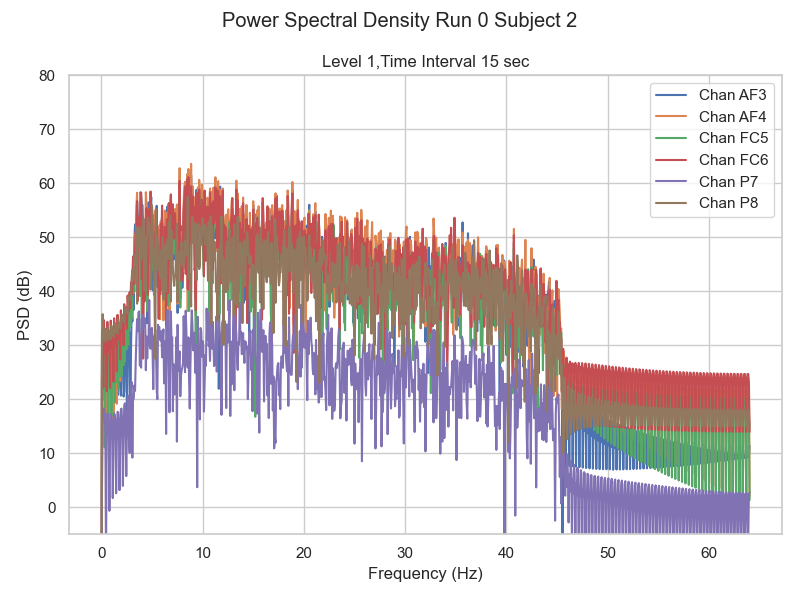 Power Spectral Density Run 0 Subject 2
Level 1,Time Interval 15 sec
80
70
60
50
40
30
20
10
0
PSD (dB)
Chan AF3
Chan AF4
Chan FC5
Chan FC6
Chan P7
Chan P8
0
10
20
30
40
50
60
Frequency (Hz)